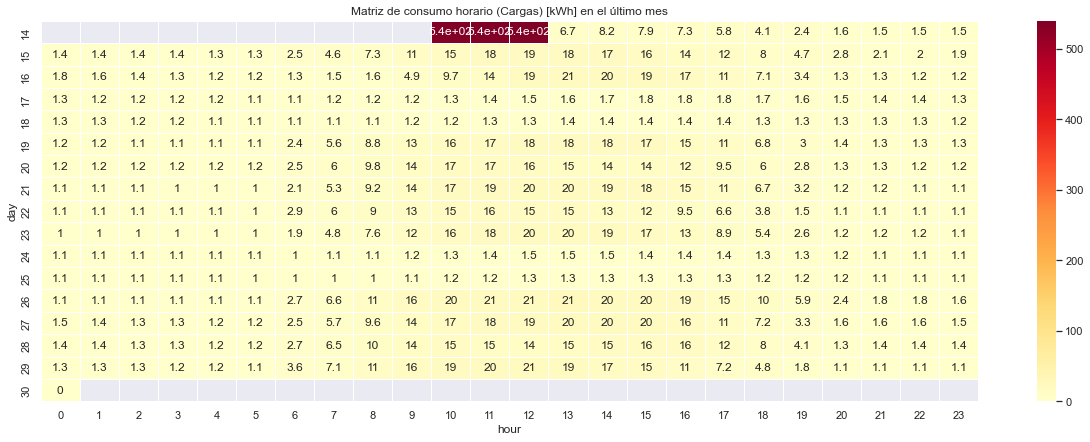 Matriz de consumo horario (Cargas) [kWh] en el último mes
14 5.4e+02 5.4e+02 5.4e+02 6.7 8.2 7.9 7.3 5.8 4.1 2.4 1.6 1.5 1.5 1.5
15 1.4 1.4 1.4 1.4 1.3 1.3 2.5 4.6 7.3 11 15 18 19 18 17 16 14 12 8 4.7 2.8 2.1 2 1.9
16 1.8 1.6 1.4 1.3 1.2 1.2 1.3 1.5 1.6 4.9 9.7 14 19 21 20 19 17 11 7.1 3.4 1.3 1.3 1.2 1.2
17 1.3 1.2 1.2 1.2 1.1 1.1 1.2 1.2 1.2 1.2 1.3 1.4 1.5 1.6 1.7 1.8 1.8 1.8 1.7 1.6 1.5 1.4 1.4 1.3
18 1.3 1.3 1.2 1.2 1.1 1.1 1.1 1.1 1.1 1.2 1.2 1.3 1.3 1.4 1.4 1.4 1.4 1.4 1.3 1.3 1.3 1.3 1.3 1.2
19 1.2 1.2 1.1 1.1 1.1 1.1 2.4 5.6 8.8 13 16 17 18 18 18 17 15 11 6.8 3 1.4 1.3 1.3 1.3
20 1.2 1.2 1.2 1.2 1.2 1.2 2.5 6 9.8 14 17 17 16 15 14 14 12 9.5 6 2.8 1.3 1.3 1.2 1.2
21 1.1 1.1 1.1 1 1 1 2.1 5.3 9.2 14 17 19 20 20 19 18 15 11 6.7 3.2 1.2 1.2 1.1 1.1
22 1.1 1.1 1.1 1.1 1.1 1 2.9 6 9 13 15 16 15 15 13 12 9.5 6.6 3.8 1.5 1.1 1.1 1.1 1.1
23 1 1 1 1 1 1 1.9 4.8 7.6 12 16 18 20 20 19 17 13 8.9 5.4 2.6 1.2 1.2 1.2 1.1
24 1.1 1.1 1.1 1.1 1.1 1.1 1 1.1 1.1 1.2 1.3 1.4 1.5 1.5 1.5 1.4 1.4 1.4 1.3 1.3 1.2 1.1 1.1 1.1
25 1.1 1.1 1.1 1.1 1.1 1 1 1 1 1.1 1.2 1.2 1.3 1.3 1.3 1.3 1.3 1.3 1.2 1.2 1.2 1.1 1.1 1.1
26 1.1 1.1 1.1 1.1 1.1 1.1 2.7 6.6 11 16 20 21 21 21 20 20 19 15 10 5.9 2.4 1.8 1.8 1.6
27 1.5 1.4 1.3 1.3 1.2 1.2 2.5 5.7 9.6 14 17 18 19 20 20 20 16 11 7.2 3.3 1.6 1.6 1.6 1.5
28 1.4 1.4 1.3 1.3 1.2 1.2 2.7 6.5 10 14 15 15 14 15 15 16 16 12 8 4.1 1.3 1.4 1.4 1.4
29 1.3 1.3 1.3 1.2 1.2 1.1 3.6 7.1 11 16 19 20 21 19 17 15 11 7.2 4.8 1.8 1.1 1.1 1.1 1.1
30 0
0 1 2 3 4 5 6 7 8 9 10 11 12 13 14 15 16 17 18 19 20 21 22 23
hour
day
500
400
300
200
100
0